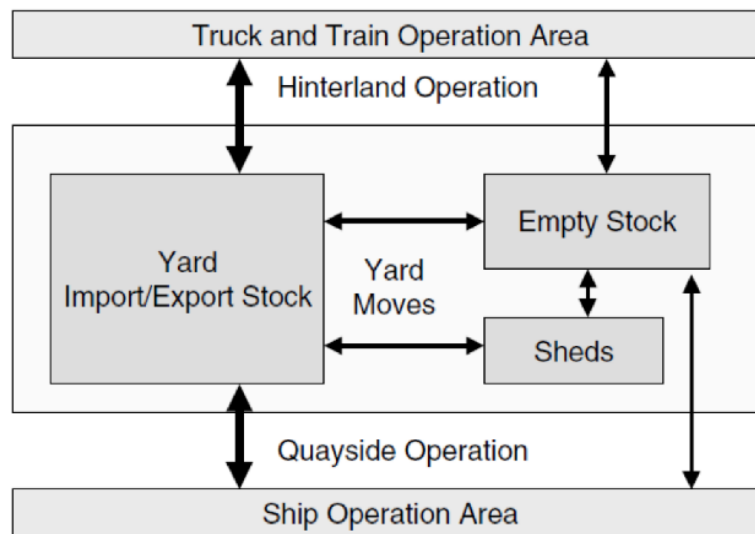 Truck and Train Operation Area
Hinterland Operation
Empty Stock
Yard
Import/Export Stock
Yard
Moves
Sheds
Quayside Operation
Ship Operation Area